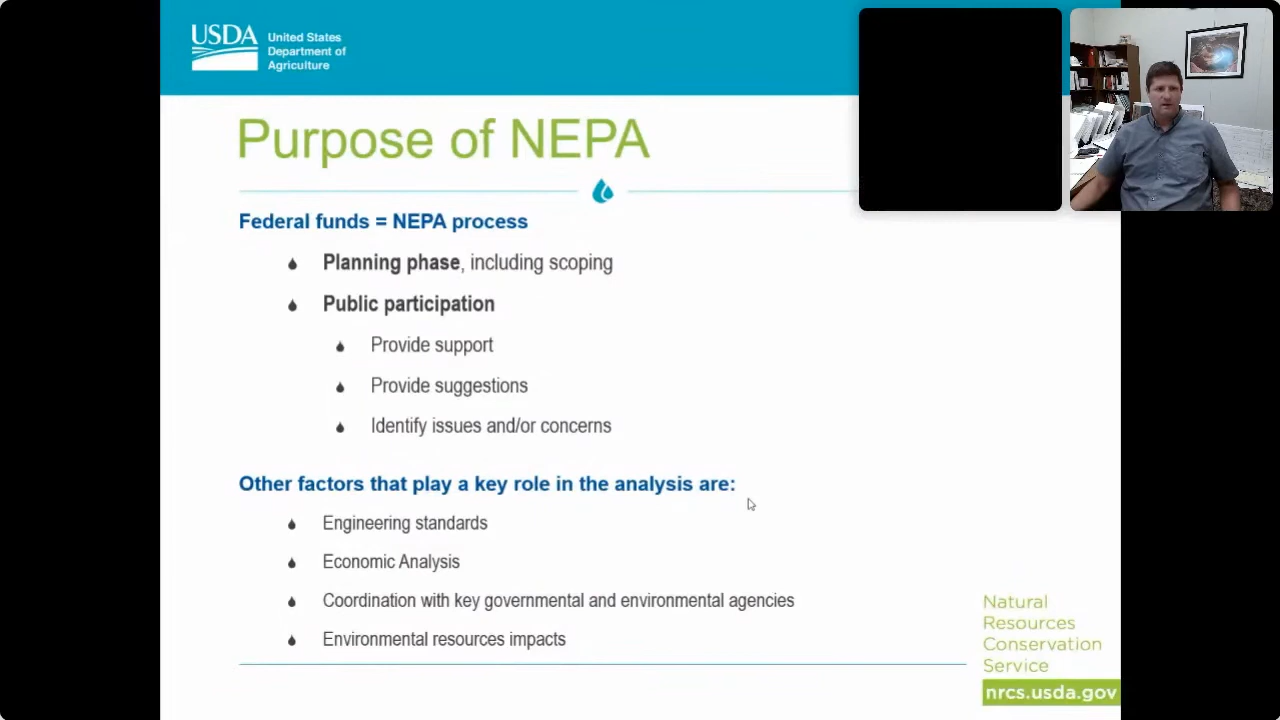 USDA
United States
Department of
Agriculture
Purpose of NEPA
Federal funds = NEPA process
Planning phase, including scoping
Public participation
Provide support
Provide suggestions
Identify issues and/or concerns
Other factors that play a key role in the analysis are:
Engineering standards
Economic Analysis
Coordination with key governmental and environmental agencies
Environmental resources impacts
Natural
Resources
Conservation
Service
nrcs.usda.gov